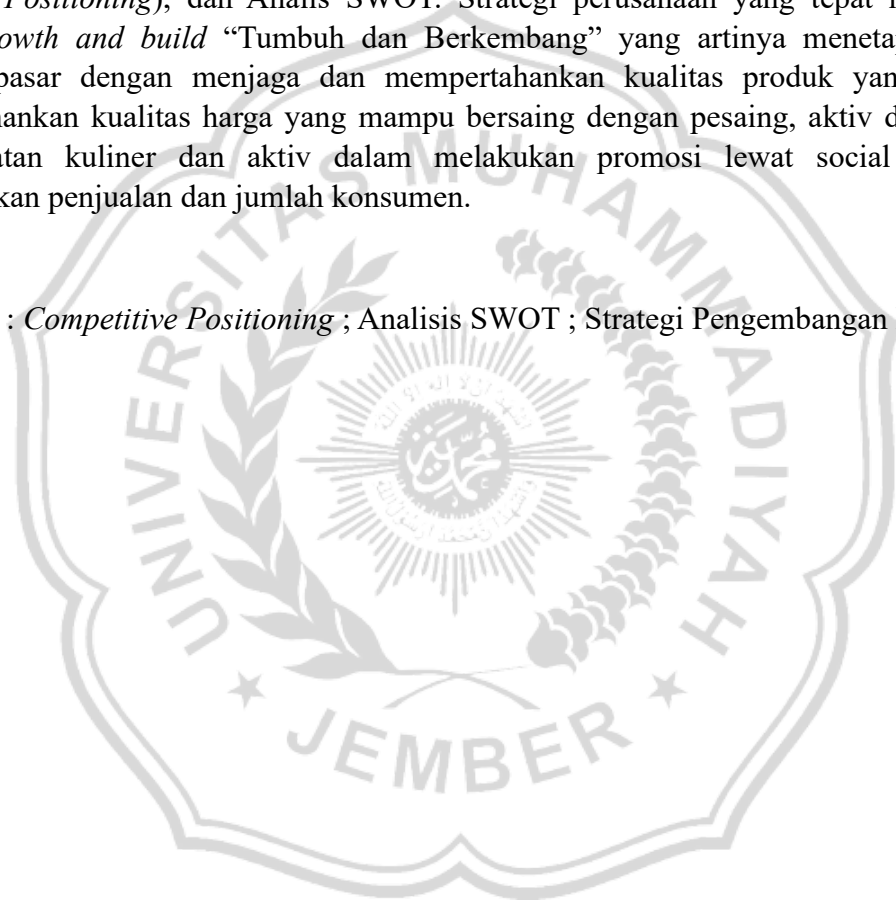 Positioning), dan Analis SWOT. Strategi perusahaan yang tepat
owth and build “Tumbuh dan Berkembang” yang artinya meneta
pasar dengan menjaga dan mempertahankan kualitas produk yan
ankan kualitas harga yang mampu bersaing dengan pesaing, aktiv d
atan kuliner dan aktiv dalam melakukan promosi lewat social
kan penjualan dan jumlah konsumen.
: Competitive Positioning ; Analisis SWOT ; Strategi Pengembangan
UNIVERSITAS MUHAMMADIYAH
JEMBER